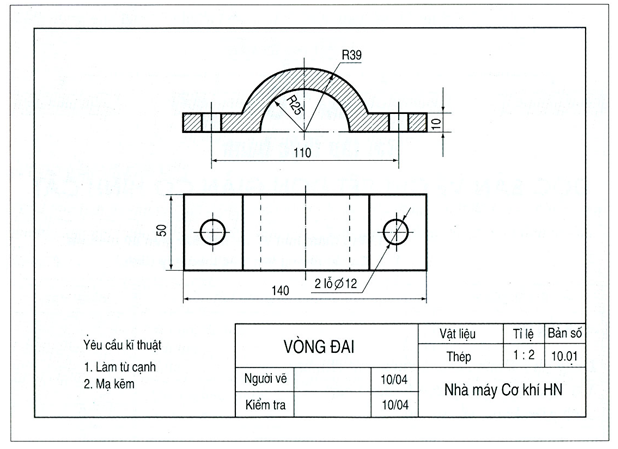 R39
R25
10
110
50
2 lỗ Ø 12
140
Yêu cầu kĩ thuật
1. Làm tù cạnh
2. Mạ kẽm
VÒNG ĐAI
Vật liệu
Tỉ lệ
Bản số
Thép
1 : 2
10.01
Người vẽ
10/04
Kiểm tra
10/04
Nhà máy Cơ khí HN